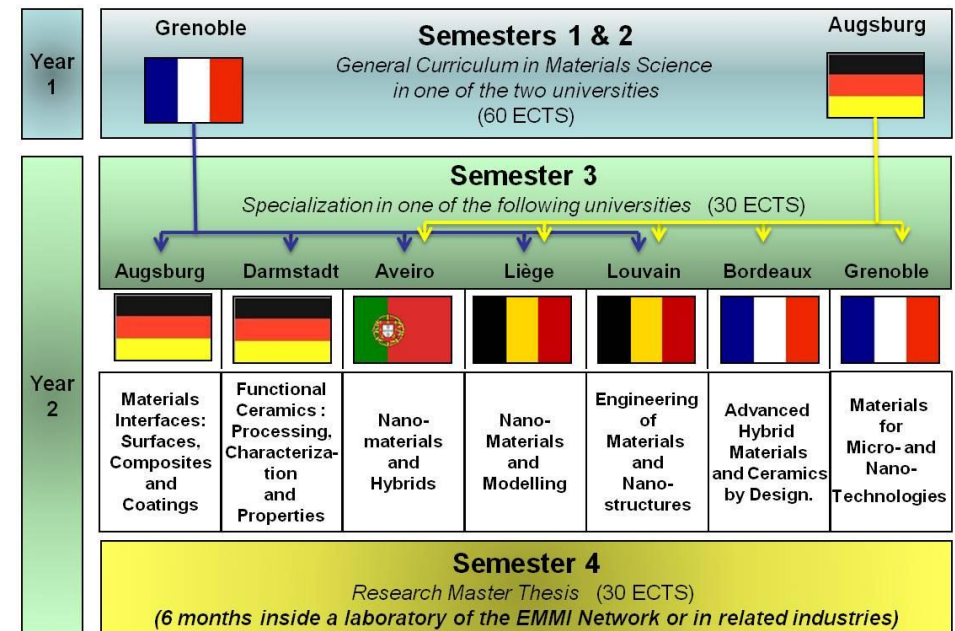 Grenoble
Augsburg
Semesters 1 & 2
General Curriculum in Materials Science
in one of the two universities
(60 ECTS)
Year
1
Semester 3
Specialization in one of the following universities (30 ECTS)
Augsburg Darmstadt Aveiro Liège Louvain Bordeaux Grenoble
Year
2
Materials
Interfaces:
Surfaces,
Composites
and
Coatings
Functional
Ceramics :
Processing,
Characteriza-
tion
and
Properties
Nano-
materials
and
Hybrids
Nano-
Materials
and
Modelling
Engineering
of
Materials
and
Nano-
structures
Advanced
Hybrid
Materials
and Ceramics
by Design.
Materials
for
Micro- and
Nano-
Technologies
Semester 4
Research Master Thesis (30 ECTS)
(6 months inside a laboratory of the EMMI Network or in related industries)